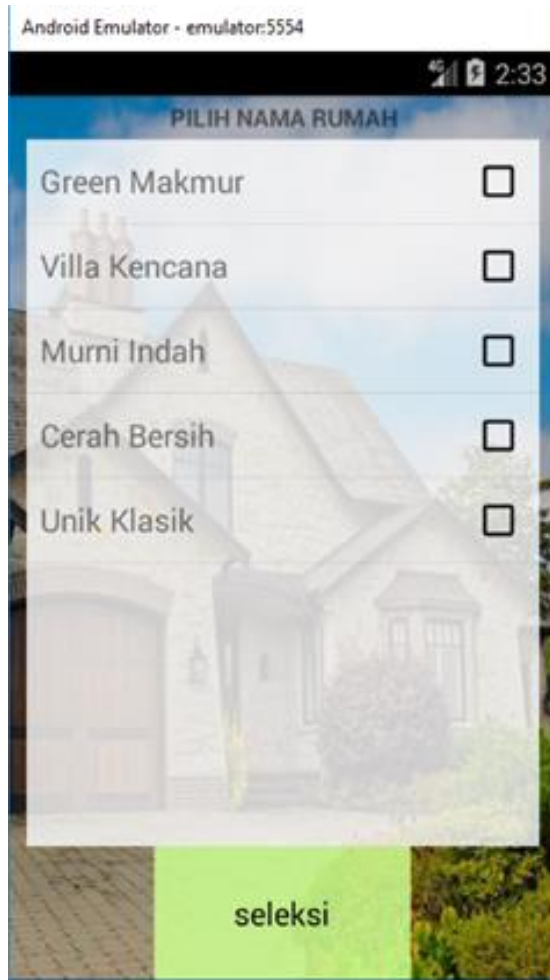 Android Emulator - emulator:5554
4G 2:33
PILIH NAMA RUMAH
Green Makmur
Villa Kencana
Murni Indah
Cerah Bersih
Unik Klasik
seleksi